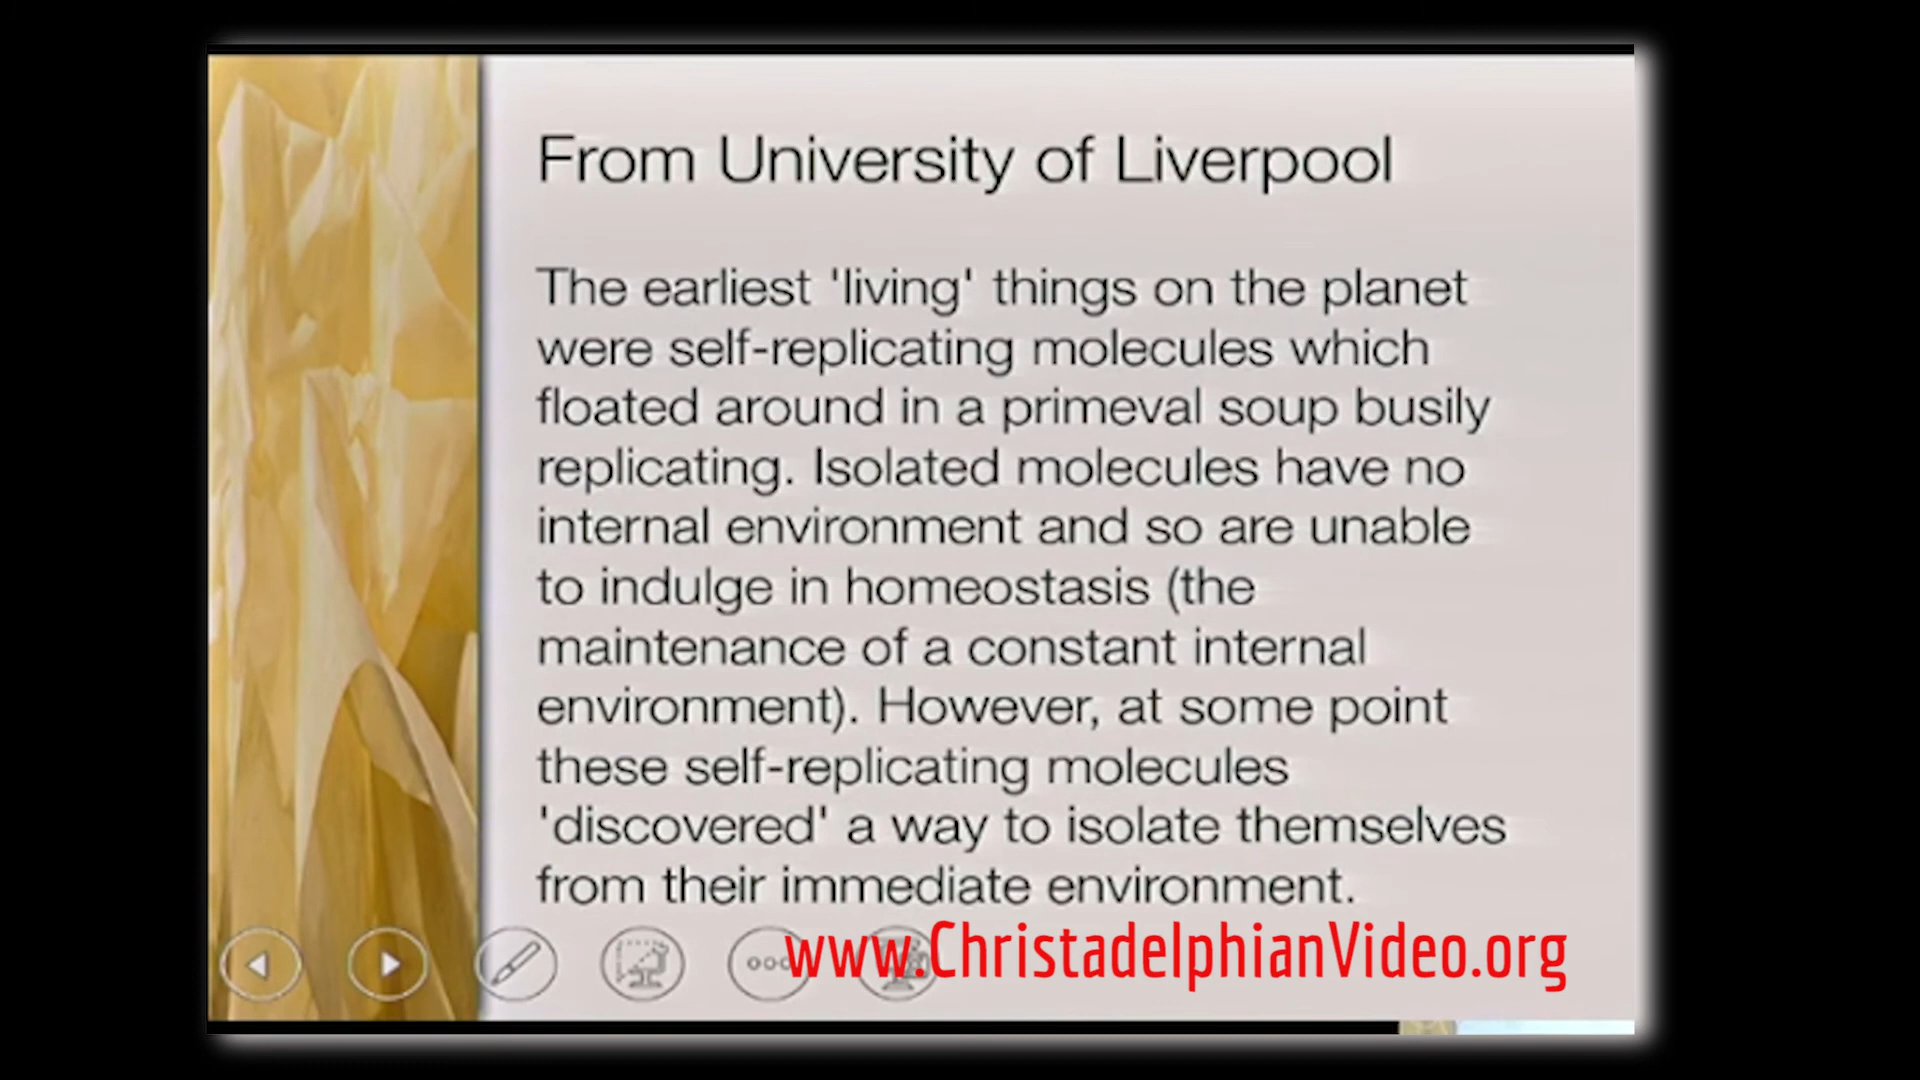 From University of Liverpool
The earliest 'living' things on the planet
were self-replicating molecules which
floated around in a primeval soup busily
replicating. Isolated molecules have no
internal environment and so are unable
to indulge in homeostasis (the
maintenance of a constant internal
environment). However, at some point
these self-replicating molecules
'discovered' a way to isolate themselves
from their immediate environment.
www.ChristadelphianVideo.org